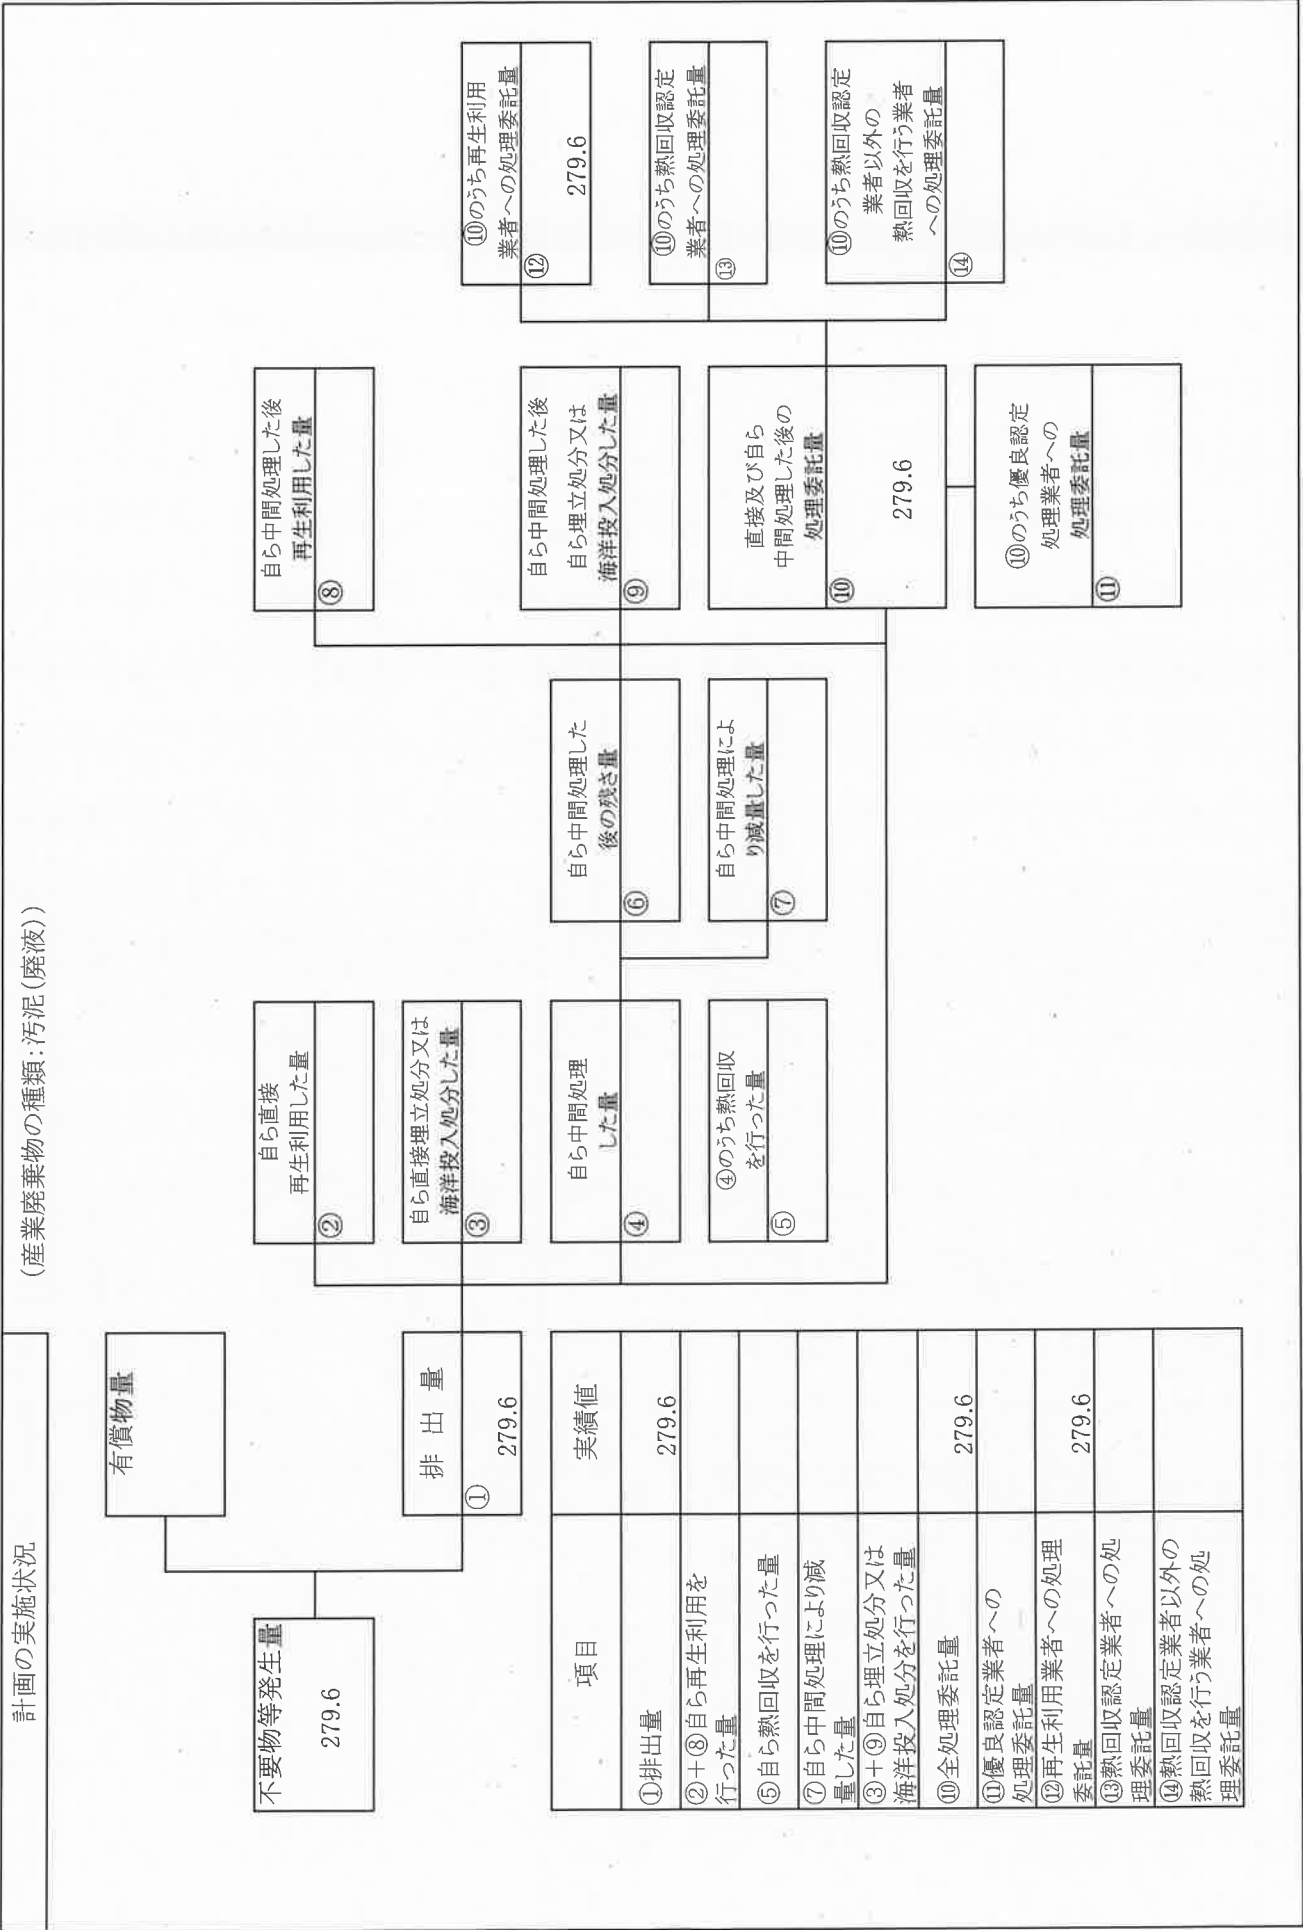 計画の実施状況
(産業廃棄物の種類:汚泥(廃液))
不要物等発生量
279.6
有償物量
排 出 量
①
279.6
自ら直接
再生利用した量
②
自ら直接埋立処分又は
海洋投入処分した量
③
自ら中間処理
した量
④
④のうち熱回収
を行った量
⑤
自ら中間処理した
後の残さ量
⑥
自ら中間処理によ
り減量した量
⑦
自ら中間処理した後
再生利用した量
⑧
自ら中間処理した後
自ら埋立処分又は
海洋投入処分した量
⑨
直接及び自ら
中間処理した後の
処理委託量
⑩
279.6
⑩のうち優良認定
処理業者への
処理委託量
⑪
⑩のうち再生利用
業者への処理委託量
⑫
279.6
⑩のうち熱回収認定
業者への処理委託量
⑬
⑩のうち熱回収認定
業者以外の
熱回収を行う業者
への処理委託量
⑭
項目 実績値
①排出量 279.6
②+⑧自ら再生利用を
行った量
⑤自ら熱回収を行った量
⑦自ら中間処理により減
量した量
③+⑨自ら埋立処分又は
海洋投入処分を行った量
⑩全処理委託量 279.6
⑪優良認定業者への
処理委託量
⑫再生利用業者への処理
委託量 279.6
⑬熱回収認定業者への処
理委託量
⑭熱回収認定業者以外の
熱回収を行う業者への処
理委託量